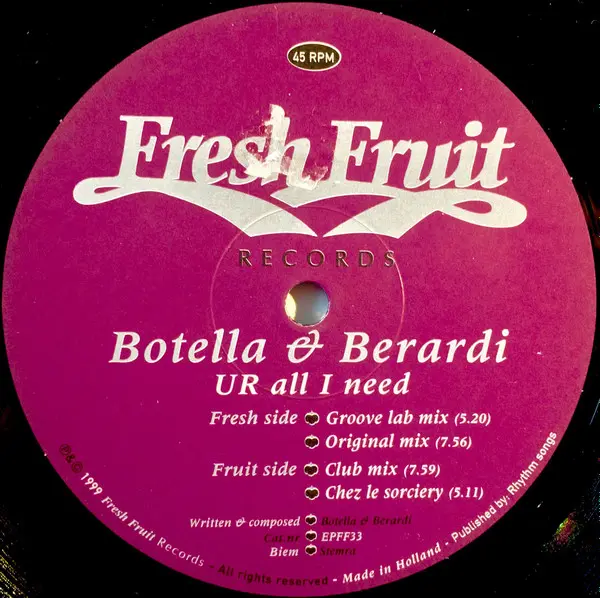 45 RPM
Fresh Fruit
RECORDS
Botella & Berardi
UR all I need
Fresh side Groove lab mix (5.20)
Original mix (7.56)
Fruit side Club mix (7.59)
Chez le sorciery (5.11)
Written & composed Botella & Berardi
Cat.nr EPFF33
Biem Stemra
℗&© 1999 Fresh Fruit Records - All rights reserved - Made in Holland - Published by: Rhythm songs